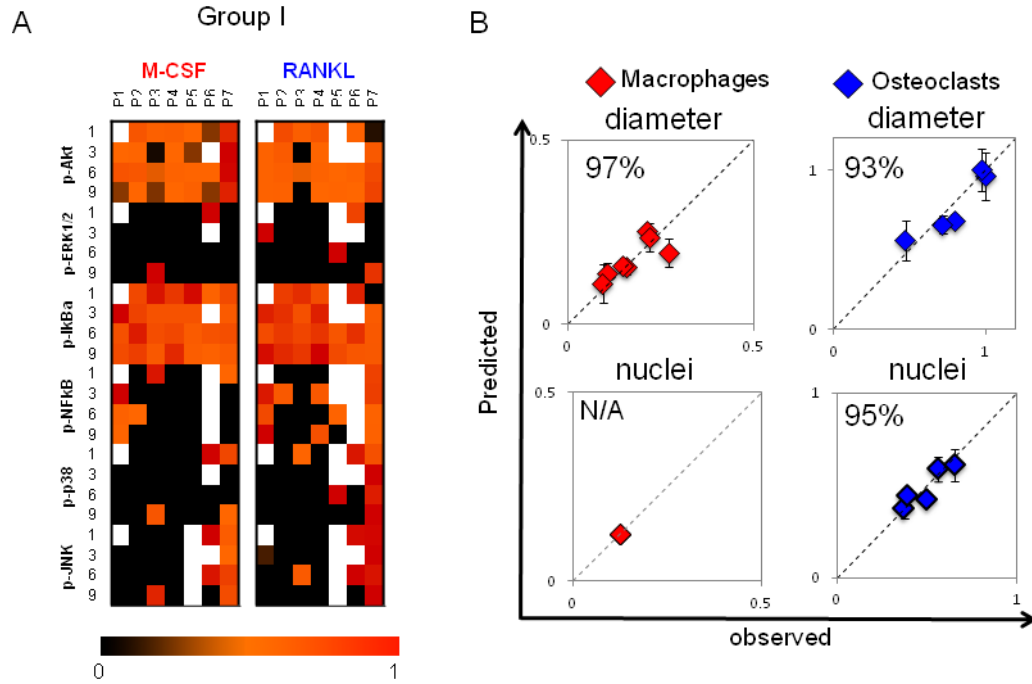 A
Group I
M-CSF
RANKL
P1 P2 P3 P4 P5 P6 P7
P1 P2 P3 P4 P5 P6 P7
p-Akt
1
3
6
9
p-ERK1/2
1
3
6
9
p-IkBa
1
3
6
9
p-NFkB
1
3
6
9
p-p38
1
3
6
9
p-JNK
1
3
6
9
0
1
B
Macrophages
Osteoclasts
diameter
0.5
97%
0
0
0.5
diameter
1
93%
0
0
1
nuclei
0.5
N/A
0
0
0.5
nuclei
1
95%
0
0
1
Predicted
observed